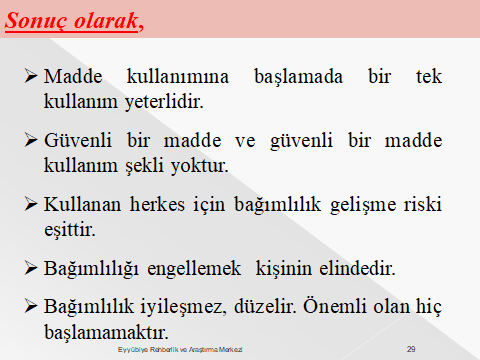 Sonuç olarak,
➢ Madde kullanımına başlamada bir tek
kullanım yeterlidir.
➢ Güvenli bir madde ve güvenli bir madde
kullanım şekli yoktur.
➢ Kullanan herkes için bağımlılık gelişme riski
eşittir.
➢ Bağımlılığı engellemek kişinin elindedir.
➢ Bağımlılık iyileşmez, düzelir. Önemli olan hiç
başlamamaktır.
Eyyübiye Rehberlik ve Araştırma Merkezi 29